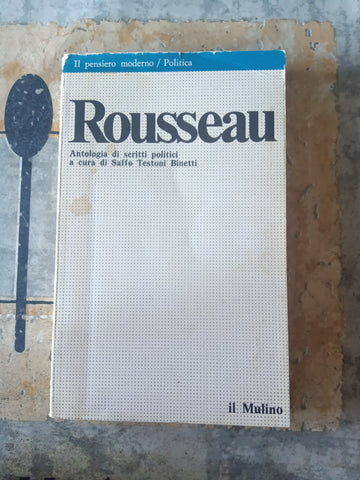 Il pensiero moderno / Politica
Rousseau
Antologia di scritti politici
a cura di Saffo Testoni Binetti
il Mulino